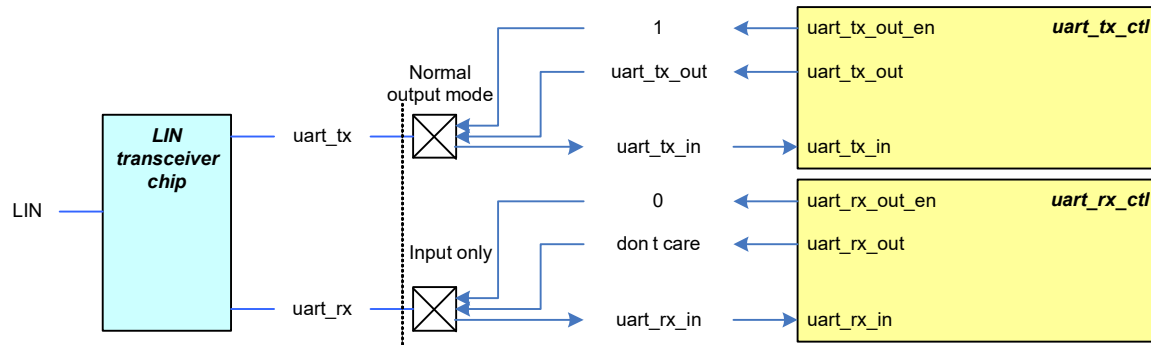 1
uart_tx_out_en
uart_tx_ctl
Normal
output mode
uart_tx_out
uart_tx_out
LIN
transceiver
chip
uart_tx
uart_tx_in
uart_tx_in
LIN
0
uart_rx_out_en
uart_rx_ctl
Input only
don t care
uart_rx_out
uart_rx
uart_rx_in
uart_rx_in